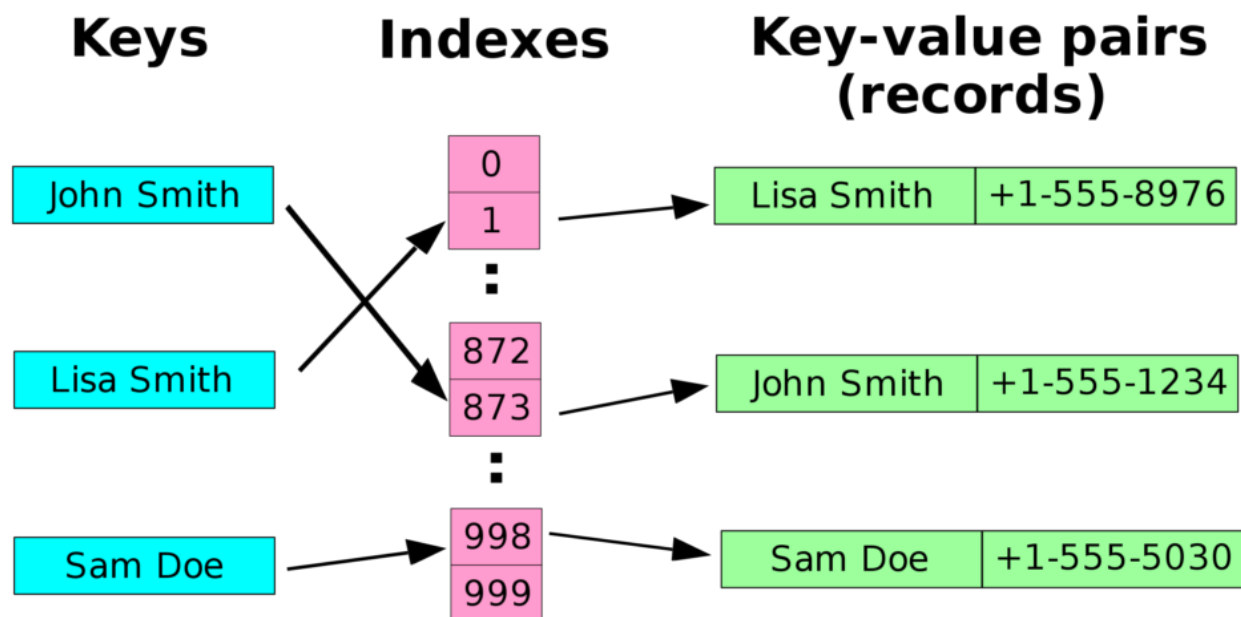 Keys
Indexes
Key-value pairs
(records)
John Smith
Lisa Smith
Sam Doe
0
1
:
872
873
:
998
999
Lisa Smith +1-555-8976
John Smith +1-555-1234
Sam Doe +1-555-5030